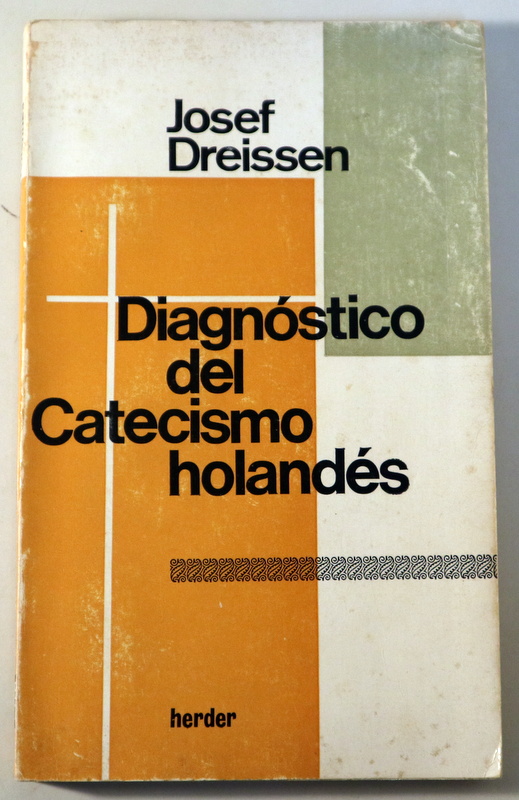 Josef
Dreissen
Diagnóstico
del
Catecismo
holandés
herder